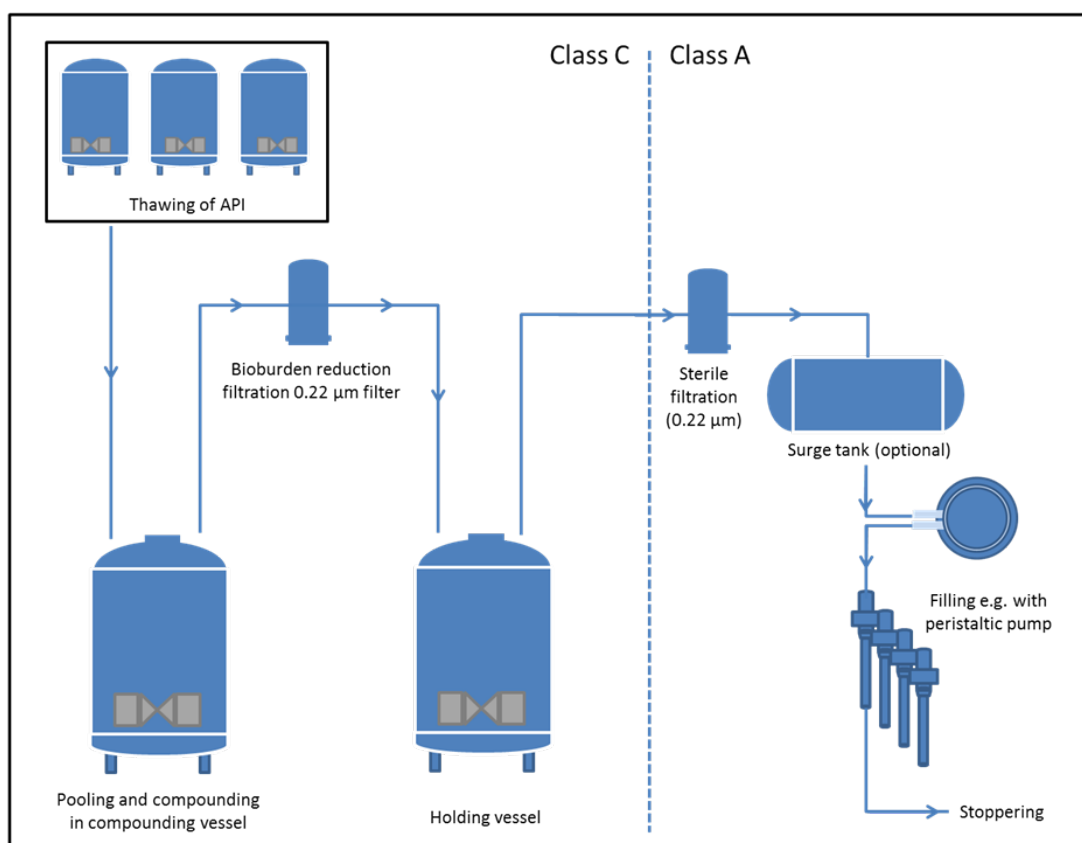 Class C
Class A
Thawing of API
Bioburden reduction
filtration 0.22 µm filter
Sterile
filtration
(0.22 µm)
Surge tank (optional)
Filling e.g. with
peristaltic pump
Pooling and compounding
in compounding vessel
Holding vessel
Stoppering